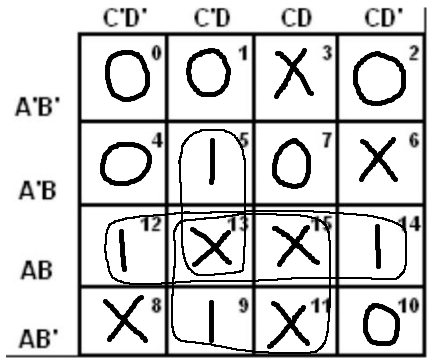 C'D' C'D CD CD'
A'B' O 0 O 1 X 3 O 2
A'B O 4 1 5 O 7 X 6
AB 1 12 X 13 X 15 1 14
AB' X 8 1 9 X 11 O 10